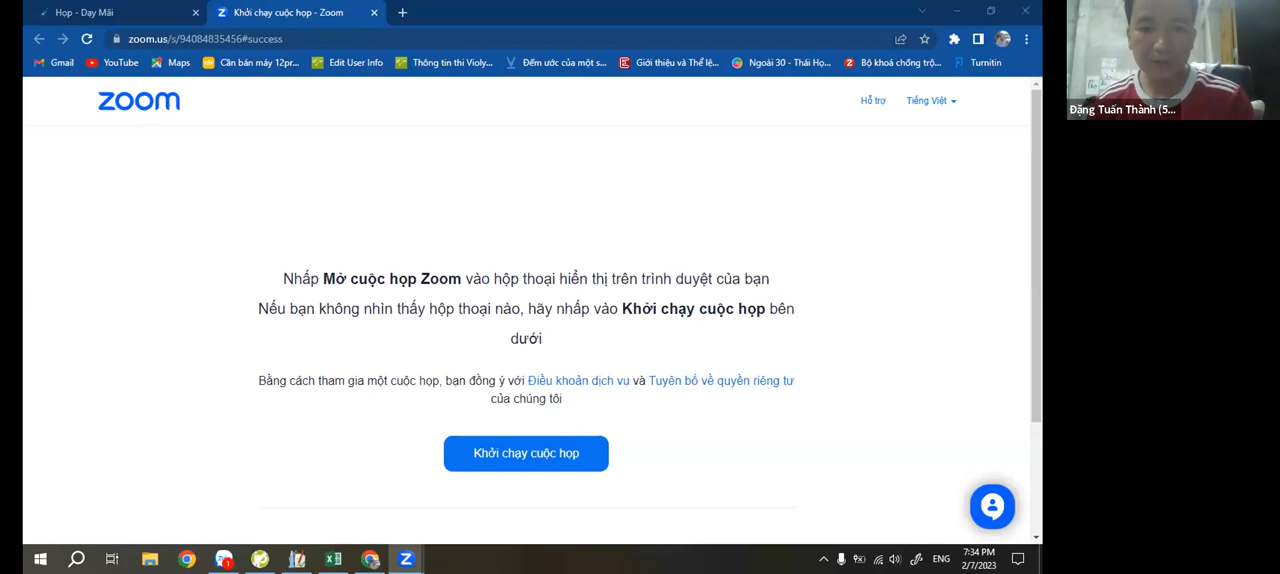 Họp - Dạy Mãi
Khởi chạy cuộc họp - Zoom
zoom.us/s/94084835456#success
Gmail
YouTube
Maps
Căn bản máy 12pr...
Edit User Info
Thông tin thi Violy...
Đếm ước của một s...
Giới thiệu và Thể lệ...
Ngoài 30 - Thái Họ...
Bộ khoá chống trộ...
Turnitin
zoom
Hỗ trợ
Tiếng Việt
Nhấp Mở cuộc họp Zoom vào hộp thoại hiển thị trên trình duyệt của bạn
Nếu bạn không nhìn thấy hộp thoại nào, hãy nhấp vào Khởi chạy cuộc họp bên
dưới
Bằng cách tham gia một cuộc họp, bạn đồng ý với Điều khoản dịch vụ và Tuyên bố về quyền riêng tư
của chúng tôi
Khởi chạy cuộc họp
Đặng Tuấn Thành (5...
ENG
7:34 PM
2/7/2023